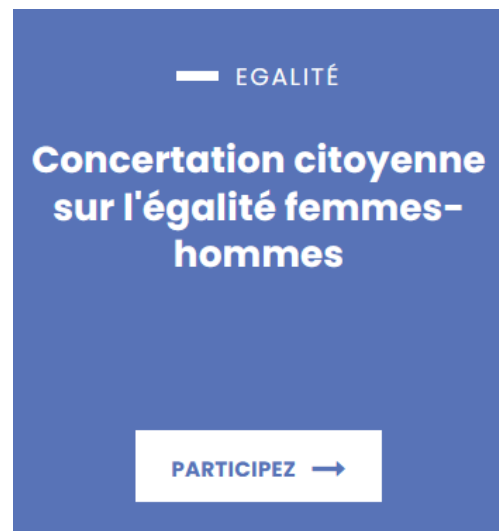 EGALITÉ
Concertation citoyenne
sur l'égalité femmes-
hommes
PARTICIPEZ